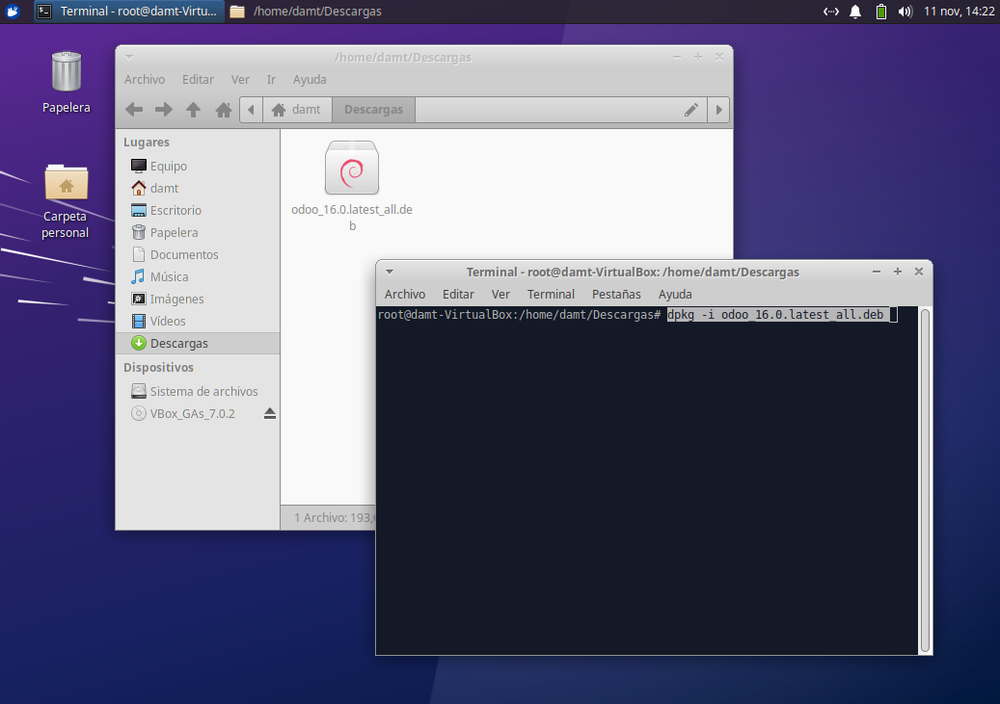 Terminal - root@damt-Virtu...
/home/damt/Descargas
11 nov, 14:22
Papelera
Carpeta
personal
/home/damt/Descargas
Archivo Editar Ver Ir Ayuda
damt Descargas
Lugares
Equipo
damt
Escritorio
Papelera
Documentos
Música
Imágenes
Vídeos
Descargas
Dispositivos
Sistema de archivos
VBox_GAs_7.0.2
odoo_16.0.latest_all.de
b
1 Archivo: 193,
Terminal - root@damt-VirtualBox: /home/damt/Descargas
Archivo Editar Ver Terminal Pestañas Ayuda
root@damt-VirtualBox:/home/damt/Descargas# dpkg -i odoo_16.0.latest_all.deb